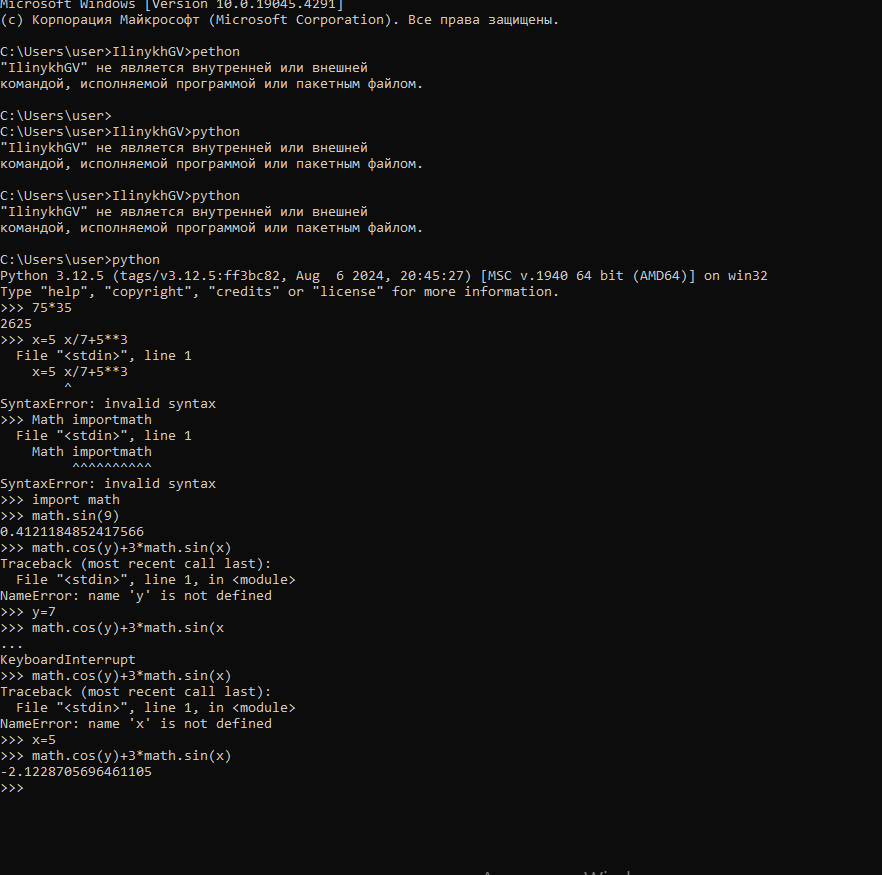 Microsoft Windows [Version 10.0.19045.4291]
(c) Корпорация Майкрософт (Microsoft Corporation). Все права защищены.
C:\Users\user>IlinykhGV>pethon
"IlinykhGV" не является внутренней или внешней
командой, исполняемой программой или пакетным файлом.
C:\Users\user>
C:\Users\user>IlinykhGV>python
"IlinykhGV" не является внутренней или внешней
командой, исполняемой программой или пакетным файлом.
C:\Users\user>IlinykhGV>python
"IlinykhGV" не является внутренней или внешней
командой, исполняемой программой или пакетным файлом.
C:\Users\user>python
Python 3.12.5 (tags/v3.12.5:ff3bc82, Aug  6 2024, 20:45:27) [MSC v.1940 64 bit (AMD64)] on win32
Type "help", "copyright", "credits" or "license" for more information.
>>> 75*35
2625
>>> x=5 x/7+5**3
  File "<stdin>", line 1
    x=5 x/7+5**3
        ^
SyntaxError: invalid syntax
>>> Math importmath
  File "<stdin>", line 1
    Math importmath
         ^^^^^^^^^^
SyntaxError: invalid syntax
>>> import math
>>> math.sin(9)
0.4121184852417566
>>> math.cos(y)+3*math.sin(x)
Traceback (most recent call last):
  File "<stdin>", line 1, in <module>
NameError: name 'y' is not defined
>>> y=7
>>> math.cos(y)+3*math.sin(x
...
KeyboardInterrupt
>>> math.cos(y)+3*math.sin(x)
Traceback (most recent call last):
  File "<stdin>", line 1, in <module>
NameError: name 'x' is not defined
>>> x=5
>>> math.cos(y)+3*math.sin(x)
-2.1228705696461105
>>>